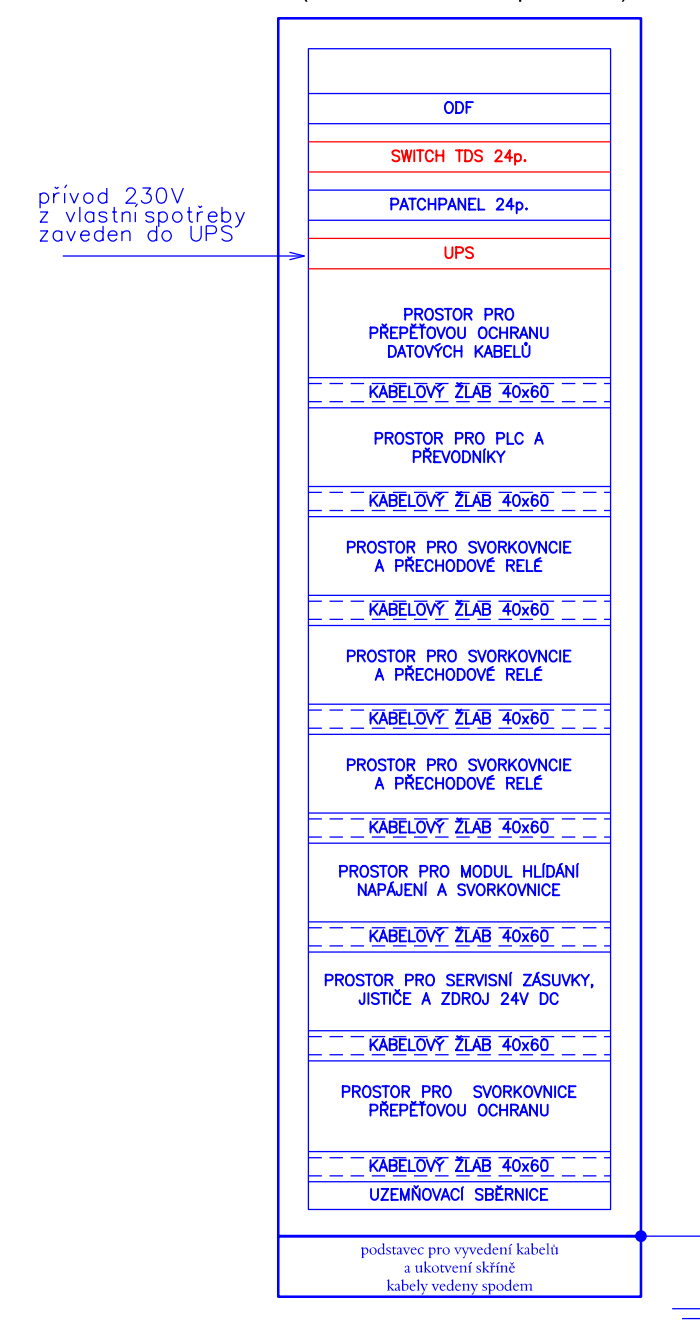 ODF
SWITCH TDS 24p.
přívod 230V
z vlastní spotřeby
zaveden do UPS
PATCHPANEL 24p.
UPS
PROSTOR PRO
PŘEPĚŤOVOU OCHRANU
DATOVÝCH KABELŮ
KABELOVÝ ŽLAB 40x60
PROSTOR PRO PLC A
PŘEVODNÍKY
KABELOVÝ ŽLAB 40x60
PROSTOR PRO SVORKOVNCIE
A PŘECHODOVÉ RELÉ
KABELOVÝ ŽLAB 40x60
PROSTOR PRO SVORKOVNCIE
A PŘECHODOVÉ RELÉ
KABELOVÝ ŽLAB 40x60
PROSTOR PRO SVORKOVNCIE
A PŘECHODOVÉ RELÉ
KABELOVÝ ŽLAB 40x60
PROSTOR PRO MODUL HLÍDÁNÍ
NAPÁJENÍ A SVORKOVNICE
KABELOVÝ ŽLAB 40x60
PROSTOR PRO SERVISNÍ ZÁSUVKY,
JISTIČE A ZDROJ 24V DC
KABELOVÝ ŽLAB 40x60
PROSTOR PRO SVORKOVNICE
PŘEPĚŤOVOU OCHRANU
KABELOVÝ ŽLAB 40x60
UZEMŇOVACÍ SBĚRNICE
podstavec pro vyvedení kabelů
a ukotvení skříně
kabely vedeny spodem